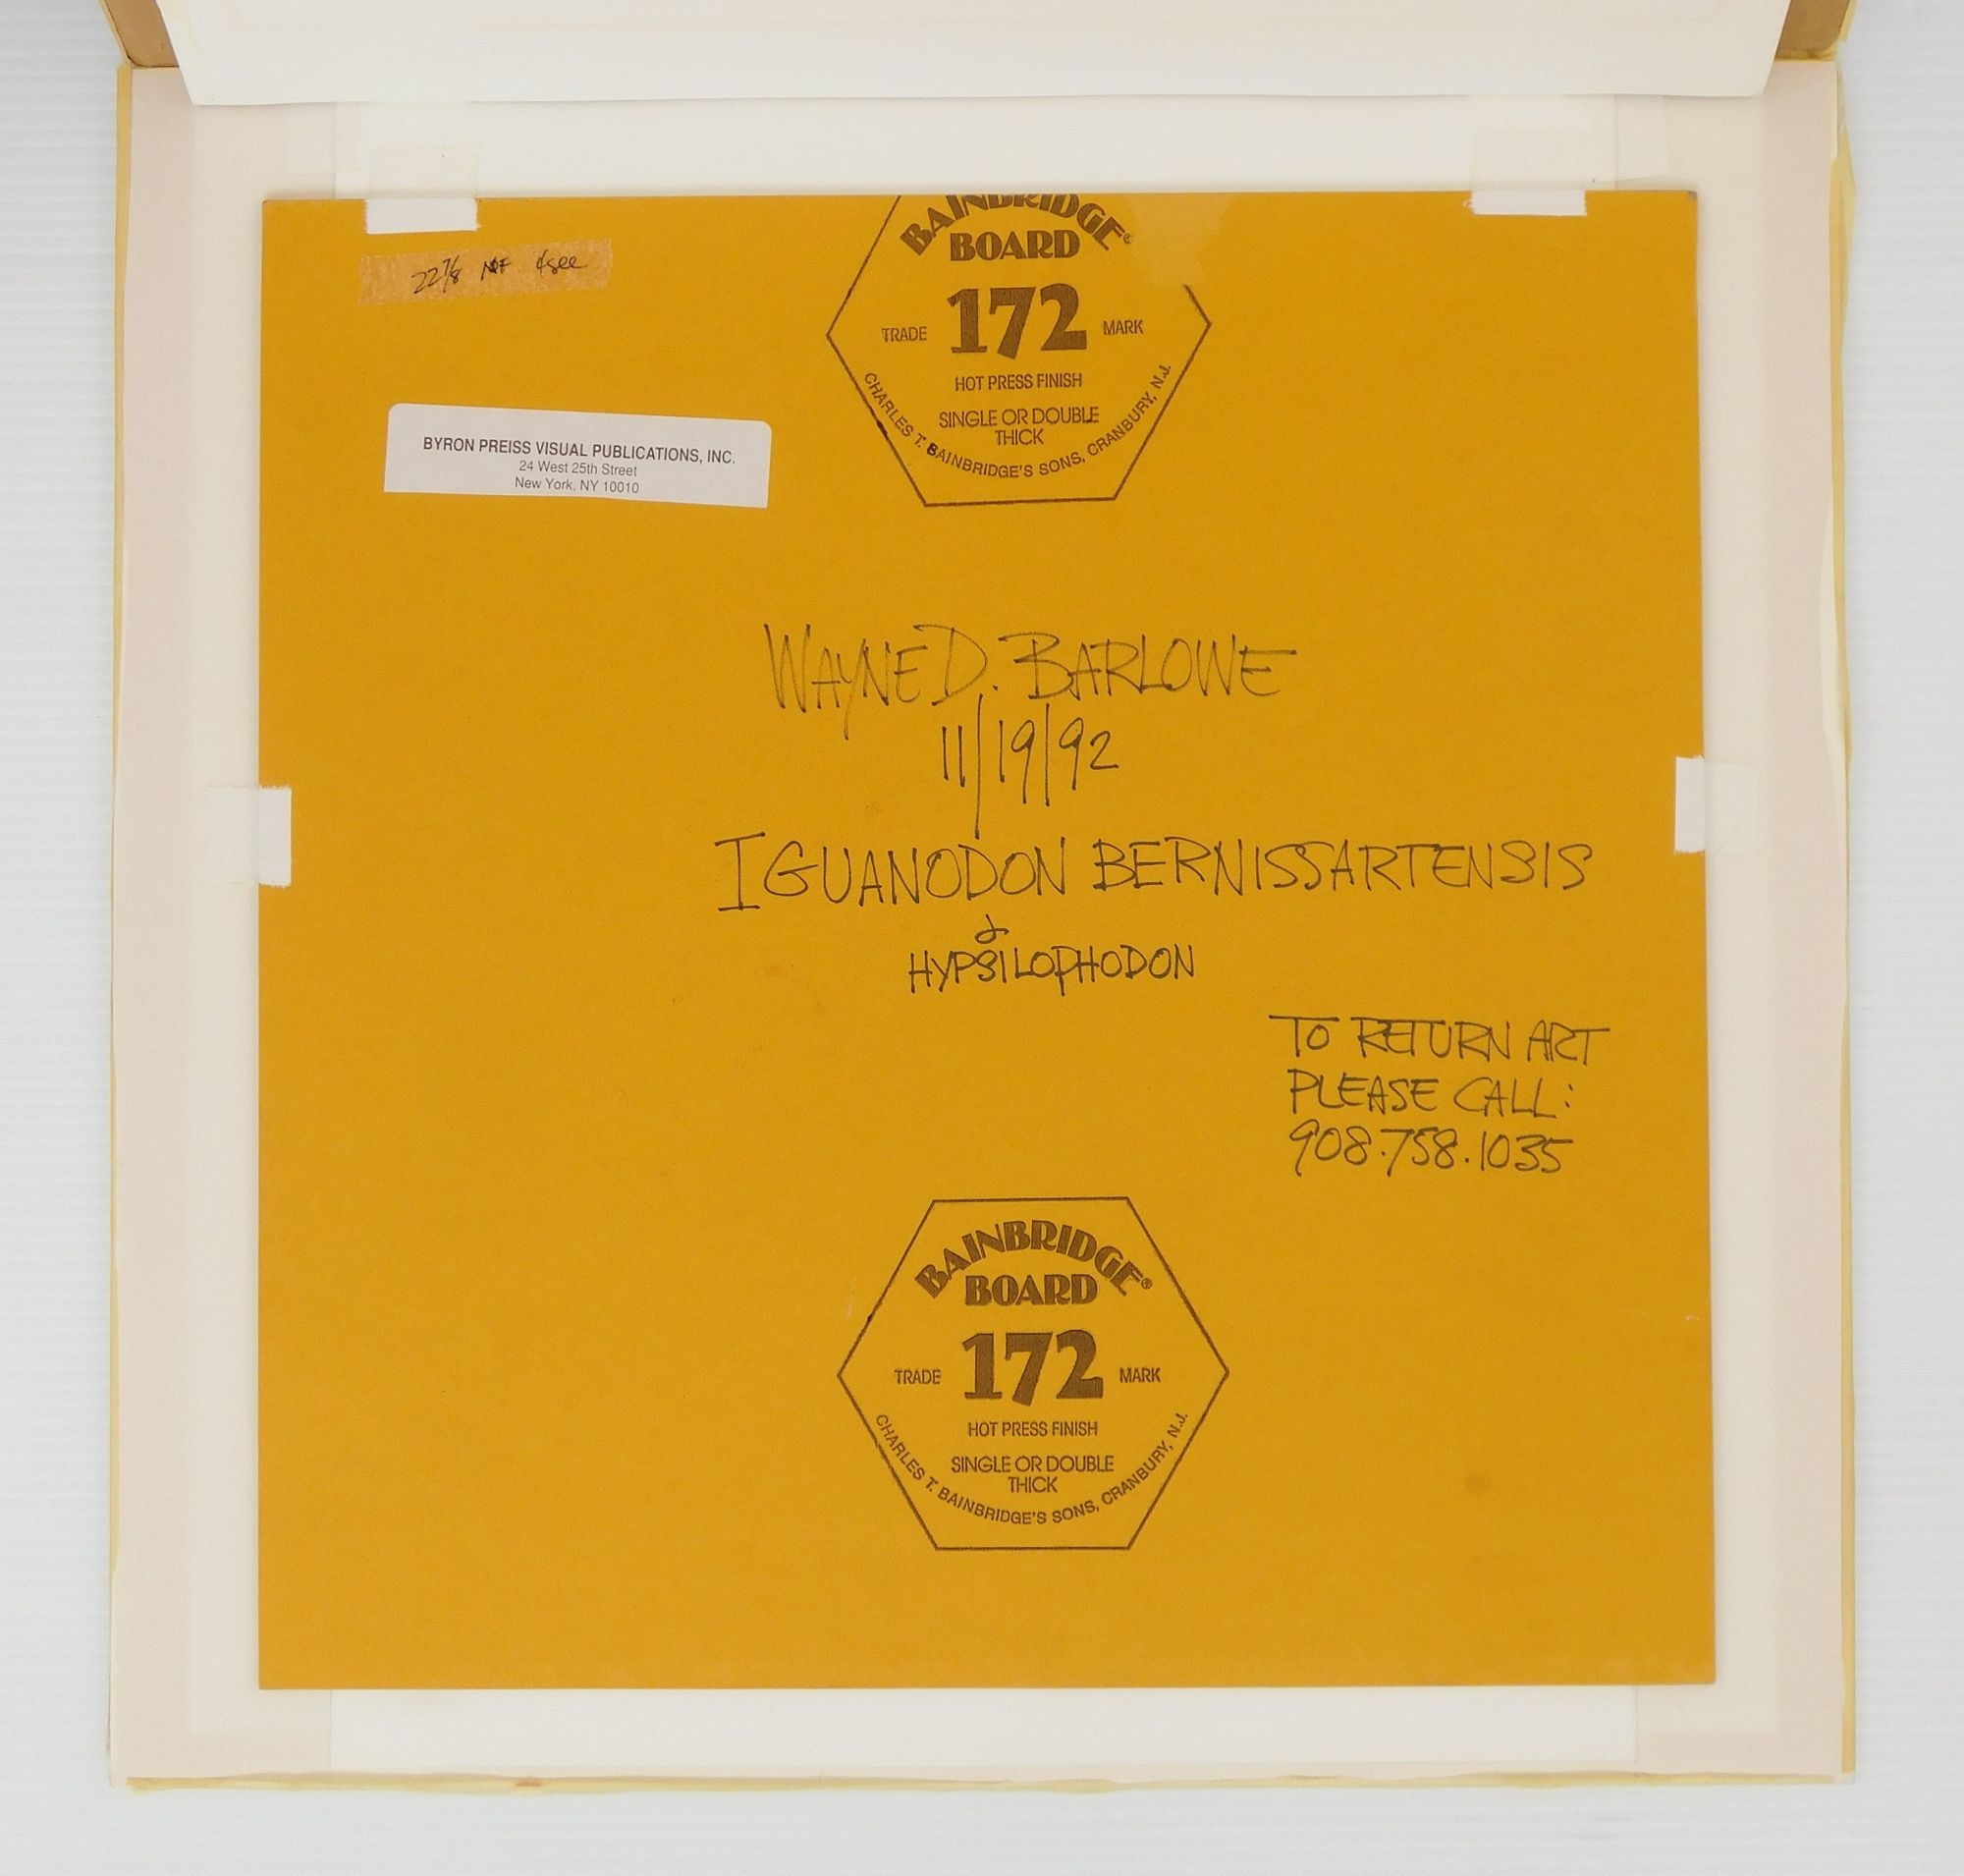 22 7/8
BYRON PREISS VISUAL PUBLICATIONS, INC.
24 West 25th Street
New York, NY 10010
BAINBRIDGE®
BOARD
TRADE 172 MARK
HOT PRESS FINISH
SINGLE OR DOUBLE
THICK
CHARLES T. BAINBRIDGE'S SONS, CRANBURY, N.J.
WAYNE D. BARLOWE
11/19/92
IGUANODON BERNISSARTENSIS
&
HYPSILOPHODON
TO RETURN ART
PLEASE CALL:
908.758.1035
BAINBRIDGE®
BOARD
TRADE 172 MARK
HOT PRESS FINISH
SINGLE OR DOUBLE
THICK
CHARLES T. BAINBRIDGE'S SONS, CRANBURY, N.J.